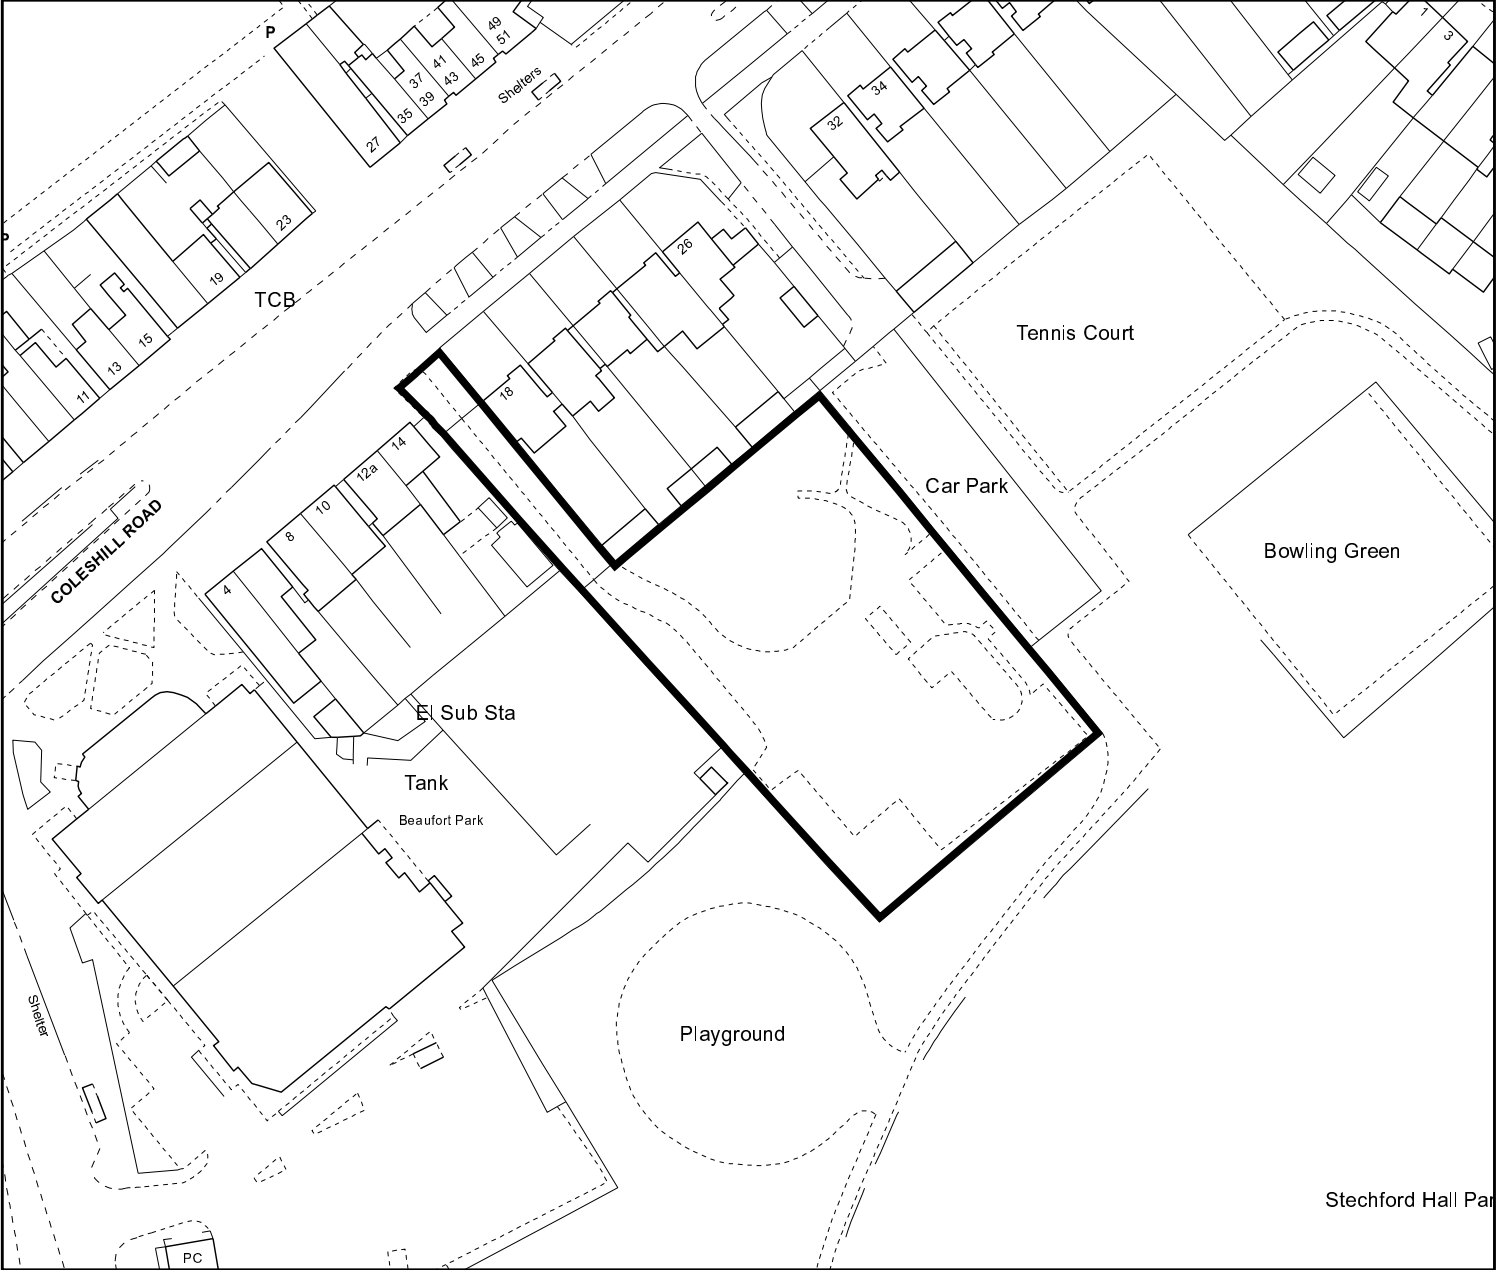 P
49
51
1
3
41
45
37
43
39
35
27
Shelters
34
32
23
19
26
P
TCB
15
13
11
Tennis Court
18
14
12a
10
8
4
Car Park
COLESHILL ROAD
Bowling Green
El Sub Sta
Tank
Beaufort Park
Shelter
Playground
Stechford Hall Par
PC